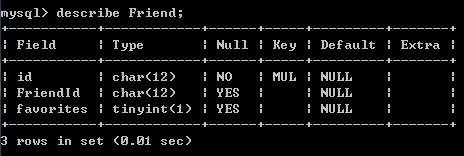 mysql> describe Friend;
+-----------+------------+------+-----+---------+-------+
| Field     | Type       | Null | Key | Default | Extra |
+-----------+------------+------+-----+---------+-------+
| id        | char(12)   | NO   | MUL | NULL    |       |
| FriendId  | char(12)   | YES  |     | NULL    |       |
| favorites | tinyint(1) | YES  |     | NULL    |       |
+-----------+------------+------+-----+---------+-------+
3 rows in set (0.01 sec)